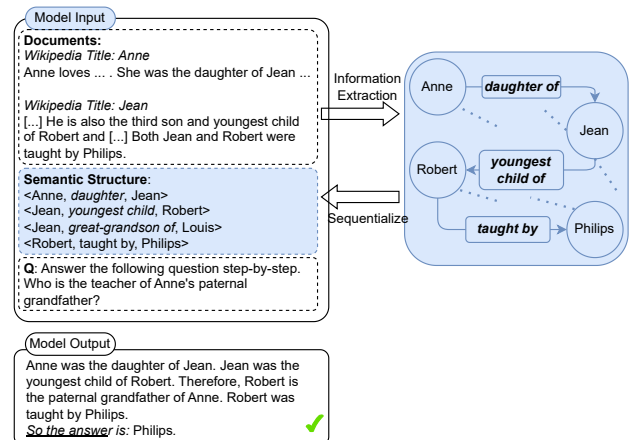 Model Input
Documents:
Wikipedia Title: Anne
Anne loves ... . She was the daughter of Jean ...
Wikipedia Title: Jean
[...] He is also the third son and youngest child
of Robert and [...] Both Jean and Robert were
taught by Philips.
Semantic Structure:
<Anne, daughter, Jean>
<Jean, youngest child, Robert>
<Jean, great-grandson of, Louis>
<Robert, taught by, Philips>
Q: Answer the following question step-by-step.
Who is the teacher of Anne's paternal
grandfather?
Information
Extraction
Sequentialize
Anne
daughter of
Jean
Robert
youngest
child of
taught by
Philips
Model Output
Anne was the daughter of Jean. Jean was the
youngest child of Robert. Therefore, Robert is
the paternal grandfather of Anne. Robert was
taught by Philips.
So the answer is: Philips.